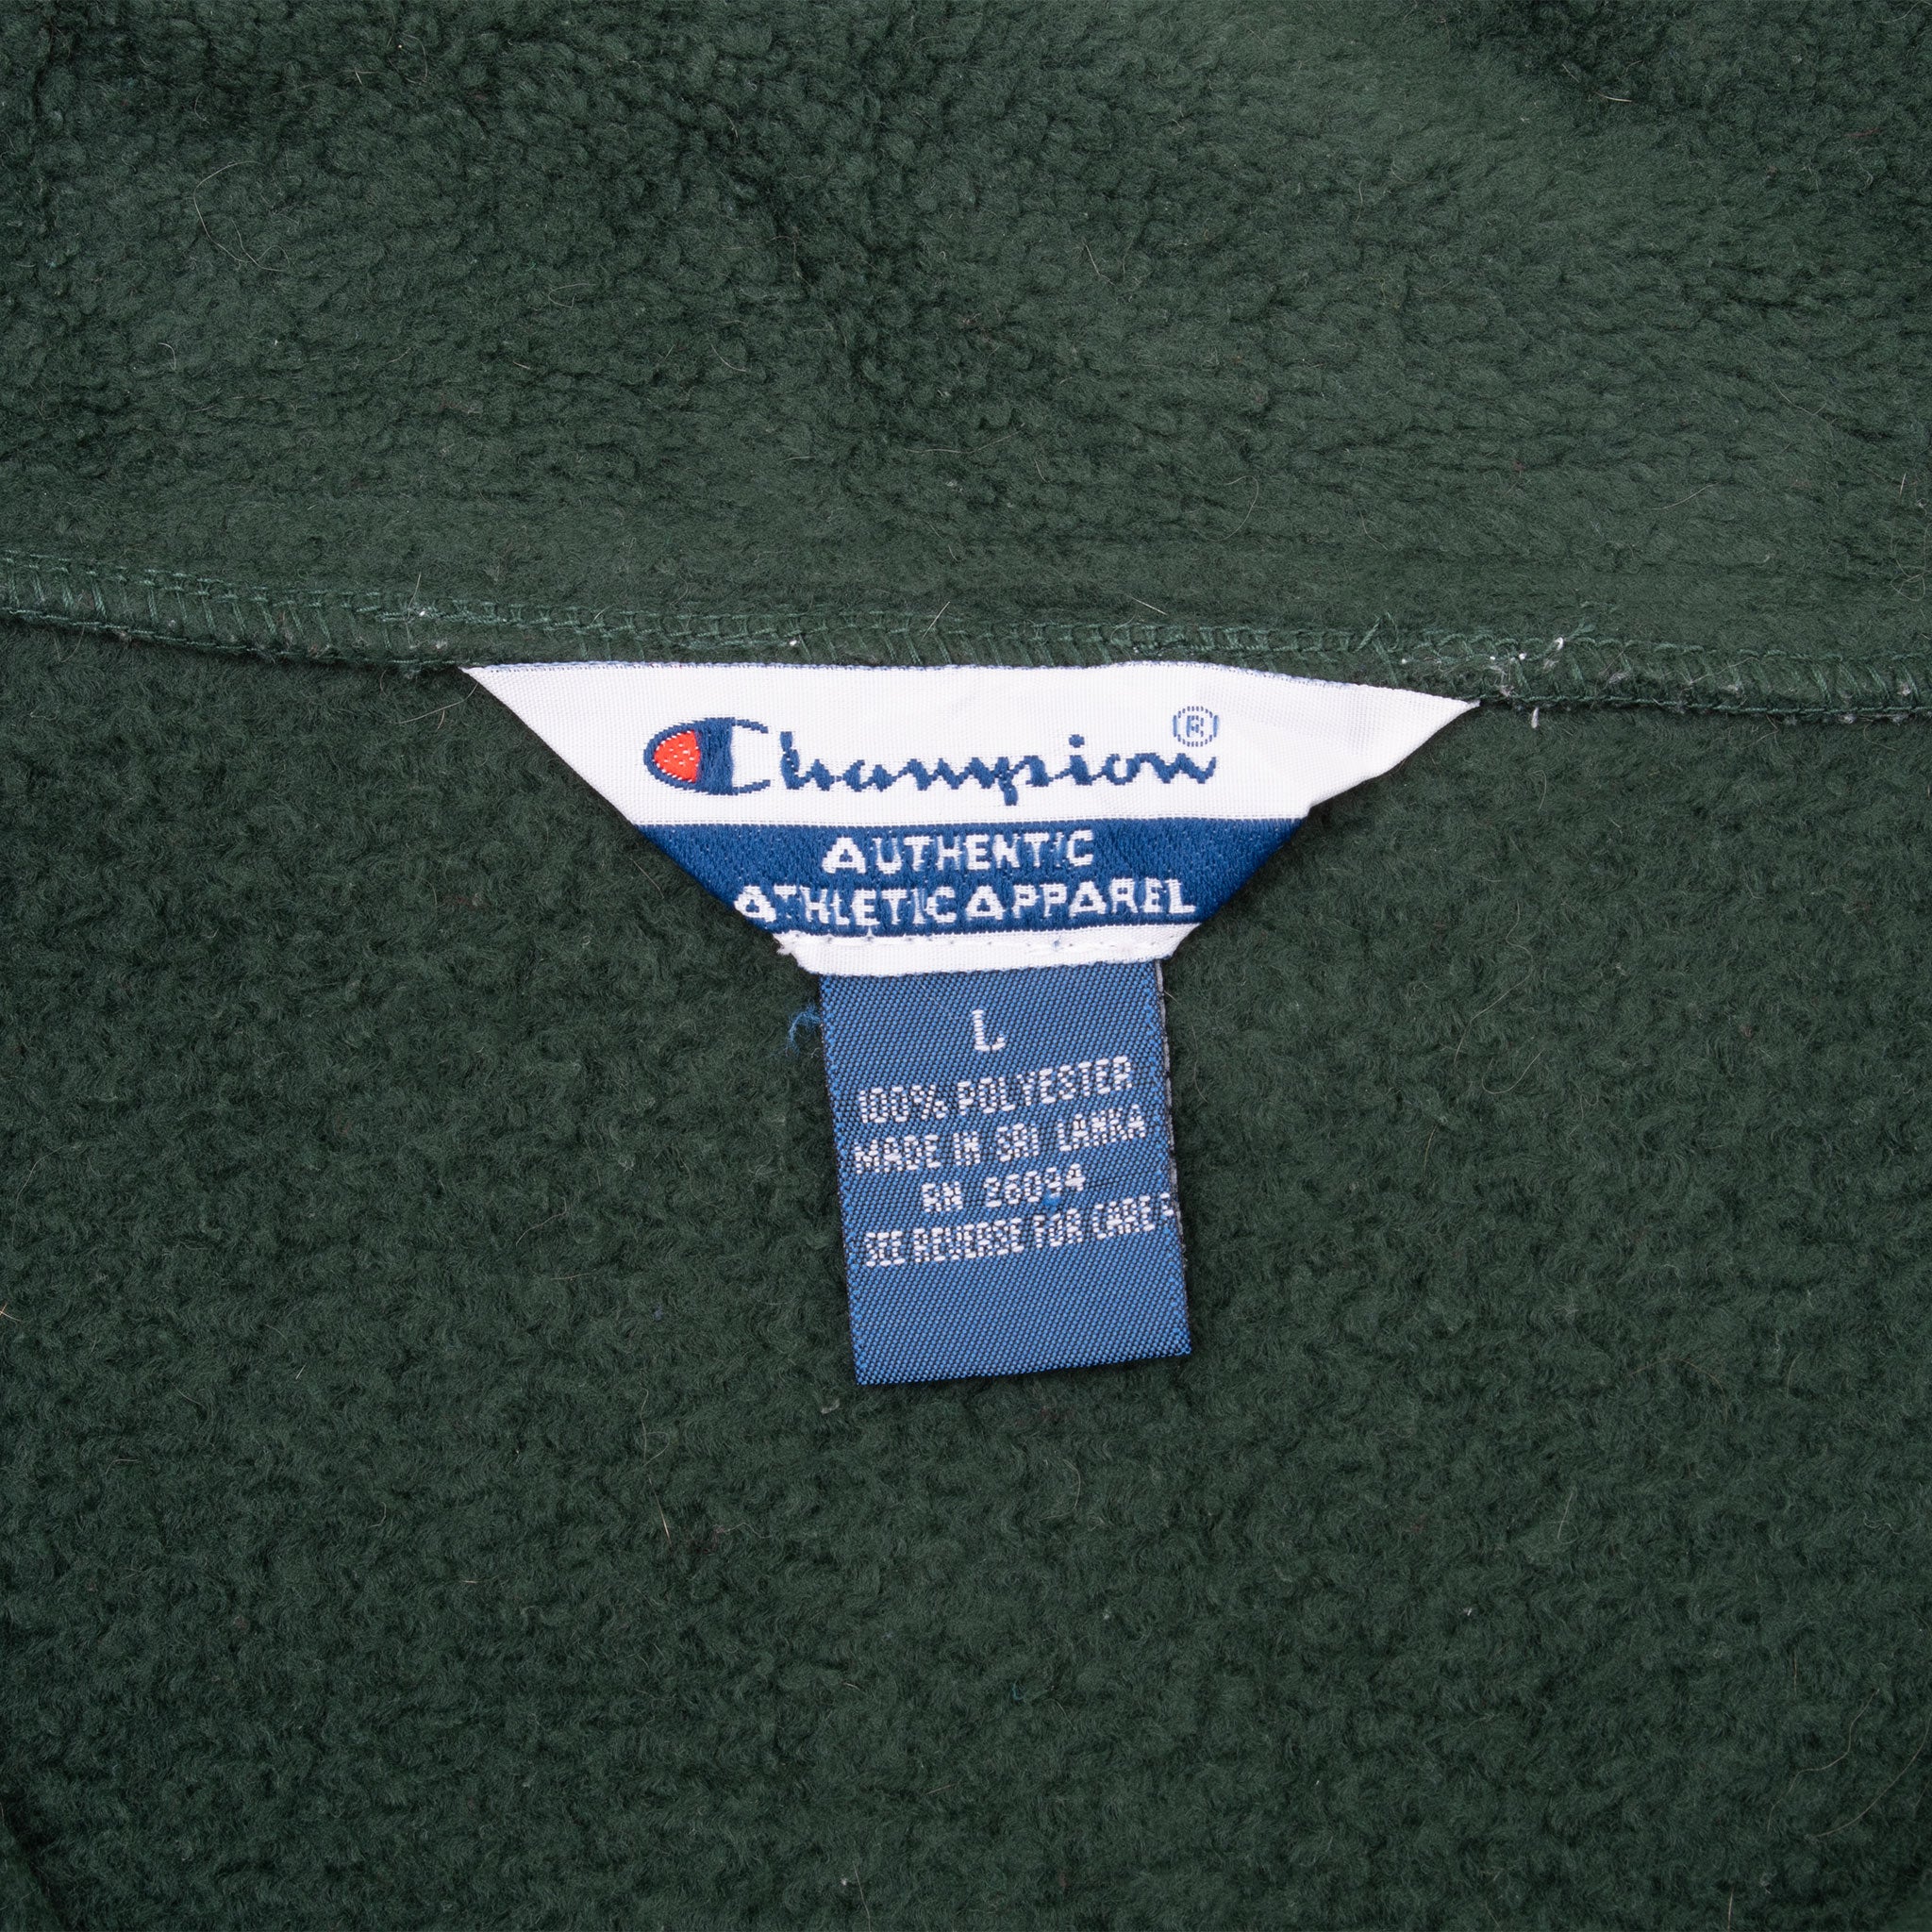 Champion®
AUTHENTIC
ATHLETIC APPAREL
L
100% POLYESTER
MADE IN SRI LANKA
RN 26094
SEE REVERSE FOR CARE